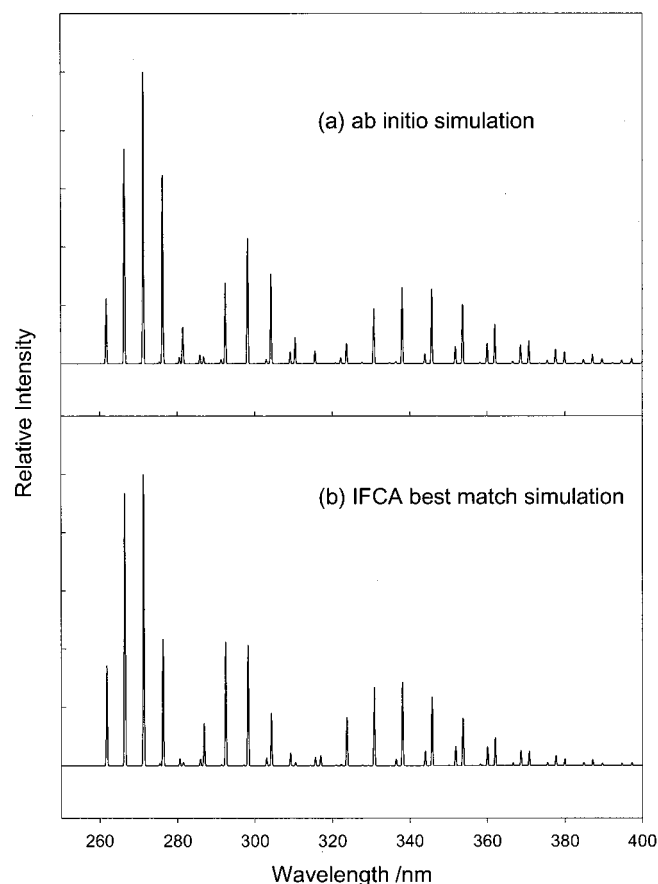 (a) ab initio simulation
Relative Intensity
(b) IFCA best match simulation
260 280 300 320 340 360 380 400
Wavelength /nm